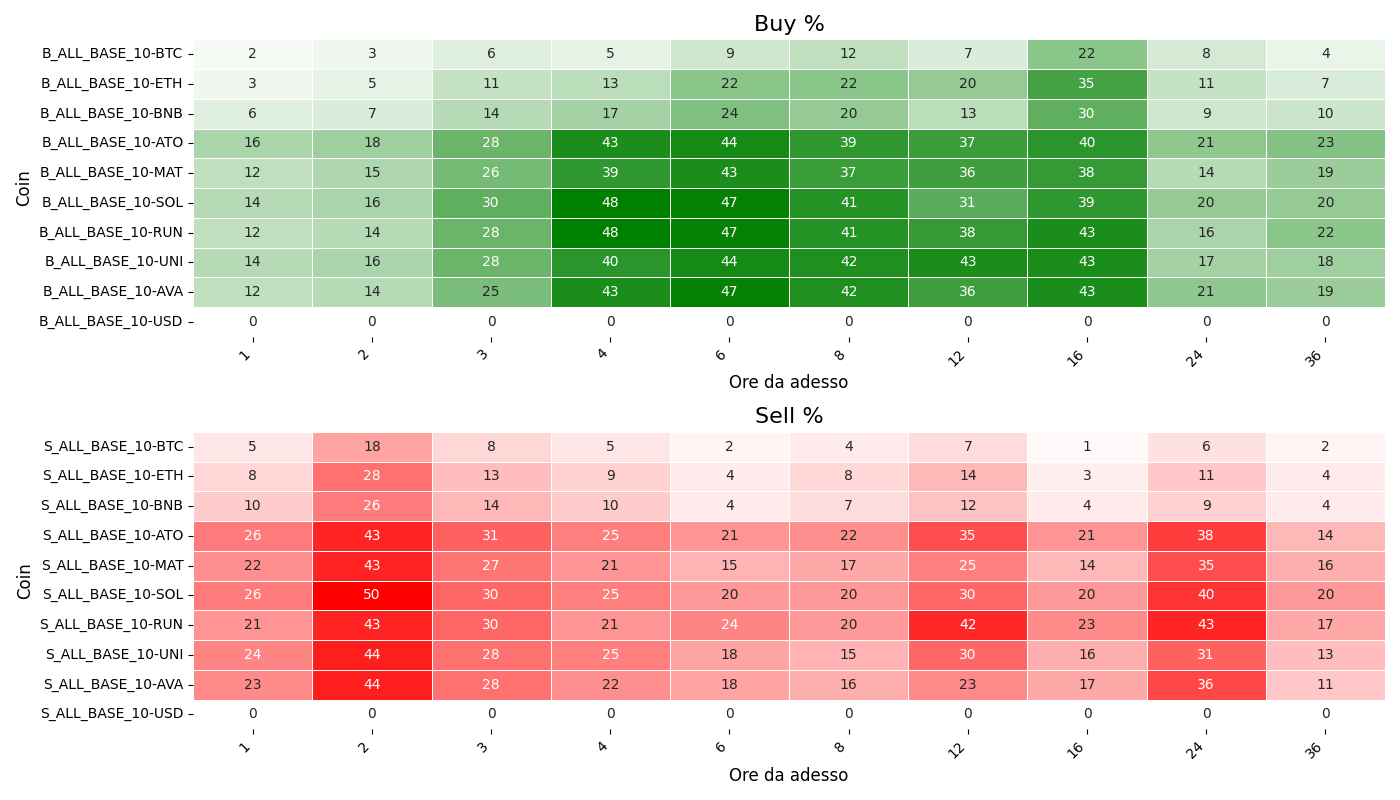 Buy %
Coin
B_ALL_BASE_10-BTC 2 3 6 5 9 12 7 22 8 4
B_ALL_BASE_10-ETH 3 5 11 13 22 22 20 35 11 7
B_ALL_BASE_10-BNB 6 7 14 17 24 20 13 30 9 10
B_ALL_BASE_10-ATO 16 18 28 43 44 39 37 40 21 23
B_ALL_BASE_10-MAT 12 15 26 39 43 37 36 38 14 19
B_ALL_BASE_10-SOL 14 16 30 48 47 41 31 39 20 20
B_ALL_BASE_10-RUN 12 14 28 48 47 41 38 43 16 22
B_ALL_BASE_10-UNI 14 16 28 40 44 42 43 43 17 18
B_ALL_BASE_10-AVA 12 14 25 43 47 42 36 43 21 19
B_ALL_BASE_10-USD 0 0 0 0 0 0 0 0 0 0
1 2 3 4 6 8 12 16 24 36
Ore da adesso
Sell %
Coin
S_ALL_BASE_10-BTC 5 18 8 5 2 4 7 1 6 2
S_ALL_BASE_10-ETH 8 28 13 9 4 8 14 3 11 4
S_ALL_BASE_10-BNB 10 26 14 10 4 7 12 4 9 4
S_ALL_BASE_10-ATO 26 43 31 25 21 22 35 21 38 14
S_ALL_BASE_10-MAT 22 43 27 21 15 17 25 14 35 16
S_ALL_BASE_10-SOL 26 50 30 25 20 20 30 20 40 20
S_ALL_BASE_10-RUN 21 43 30 21 24 20 42 23 43 17
S_ALL_BASE_10-UNI 24 44 28 25 18 15 30 16 31 13
S_ALL_BASE_10-AVA 23 44 28 22 18 16 23 17 36 11
S_ALL_BASE_10-USD 0 0 0 0 0 0 0 0 0 0
1 2 3 4 6 8 12 16 24 36
Ore da adesso